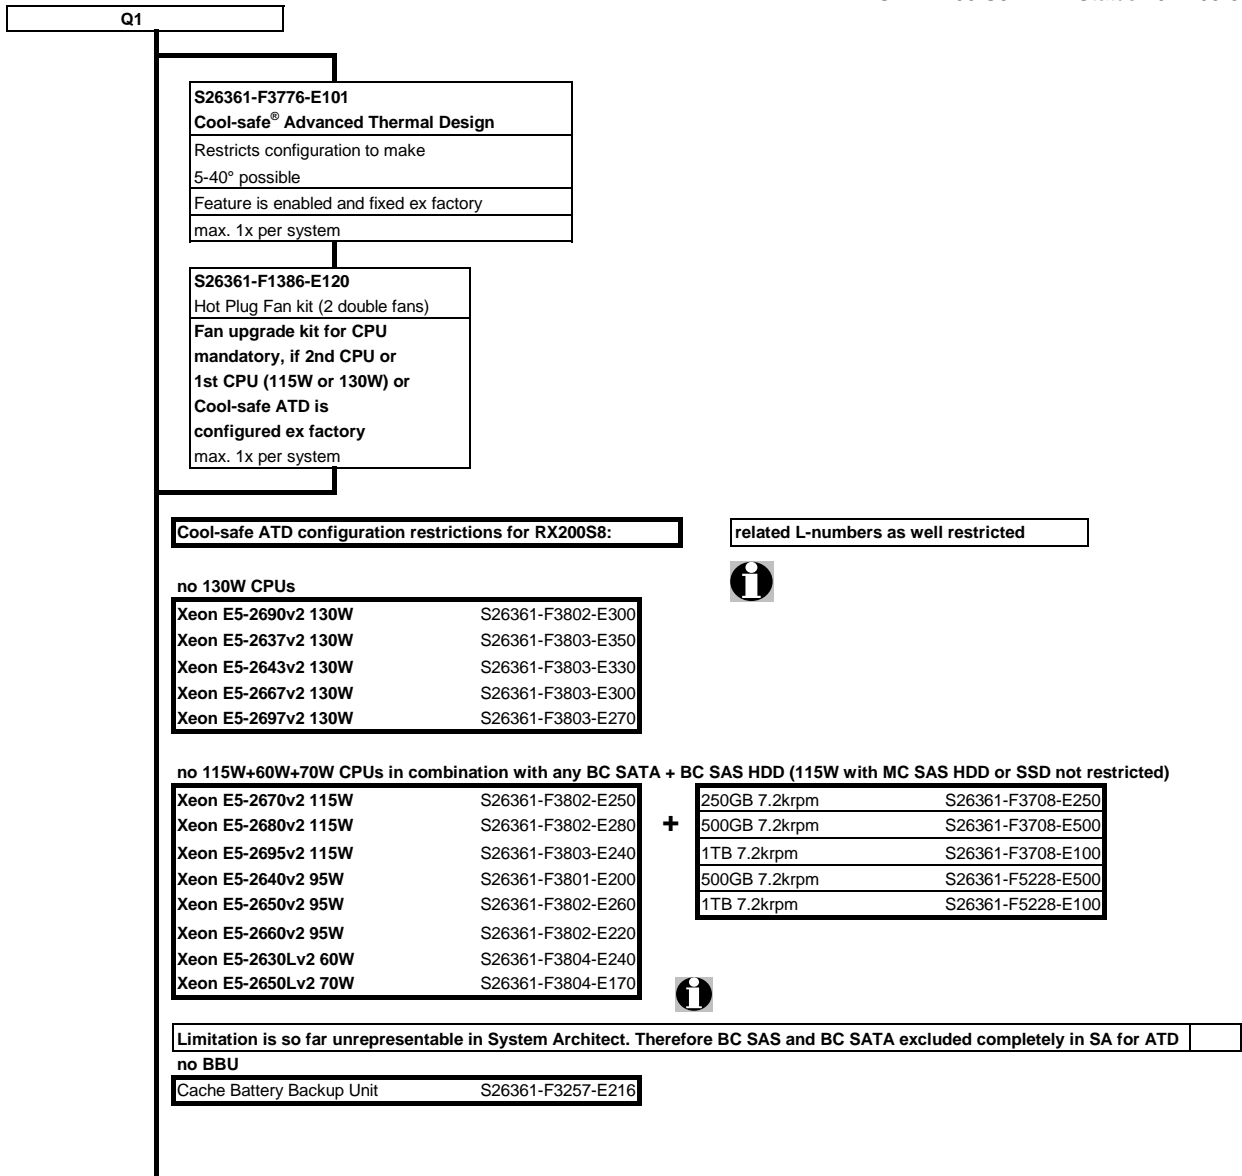 Q1
S26361-F3776-E101
Cool-safe® Advanced Thermal Design
Restricts configuration to make
5-40° possible
Feature is enabled and fixed ex factory
max. 1x per system
S26361-F1386-E120
Hot Plug Fan kit (2 double fans)
Fan upgrade kit for CPU
mandatory, if 2nd CPU or
1st CPU (115W or 130W) or
Cool-safe ATD is
configured ex factory
max. 1x per system
Cool-safe ATD configuration restrictions for RX200S8:
related L-numbers as well restricted
no 130W CPUs
Xeon E5-2690v2 130W S26361-F3802-E300
Xeon E5-2637v2 130W S26361-F3803-E350
Xeon E5-2643v2 130W S26361-F3803-E330
Xeon E5-2667v2 130W S26361-F3803-E300
Xeon E5-2697v2 130W S26361-F3803-E270
no 115W+60W+70W CPUs in combination with any BC SATA + BC SAS HDD (115W with MC SAS HDD or SSD not restricted)
Xeon E5-2670v2 115W S26361-F3802-E250 250GB 7.2krpm S26361-F3708-E250
Xeon E5-2680v2 115W S26361-F3802-E280 + 500GB 7.2krpm S26361-F3708-E500
Xeon E5-2695v2 115W S26361-F3803-E240 1TB 7.2krpm S26361-F3708-E100
Xeon E5-2640v2 95W S26361-F3801-E200 500GB 7.2krpm S26361-F5228-E500
Xeon E5-2650v2 95W S26361-F3802-E260 1TB 7.2krpm S26361-F5228-E100
Xeon E5-2660v2 95W S26361-F3802-E220
Xeon E5-2630Lv2 60W S26361-F3804-E240
Xeon E5-2650Lv2 70W S26361-F3804-E170
Limitation is so far unrepresentable in System Architect. Therefore BC SAS and BC SATA excluded completely in SA for ATD
no BBU
Cache Battery Backup Unit S26361-F3257-E216